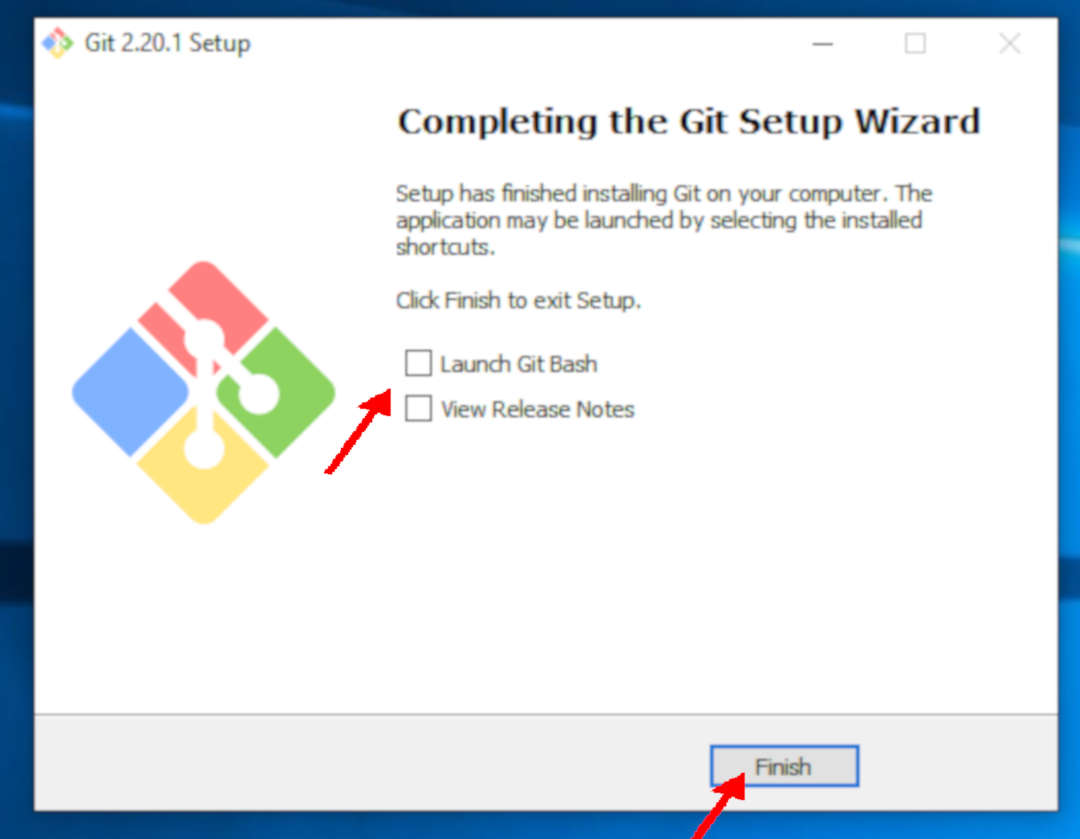 Git 2.20.1 Setup
Completing the Git Setup Wizard
Setup has finished installing Git on your computer. The
application may be launched by selecting the installed
shortcuts.
Click Finish to exit Setup.
Launch Git Bash
View Release Notes
Finish